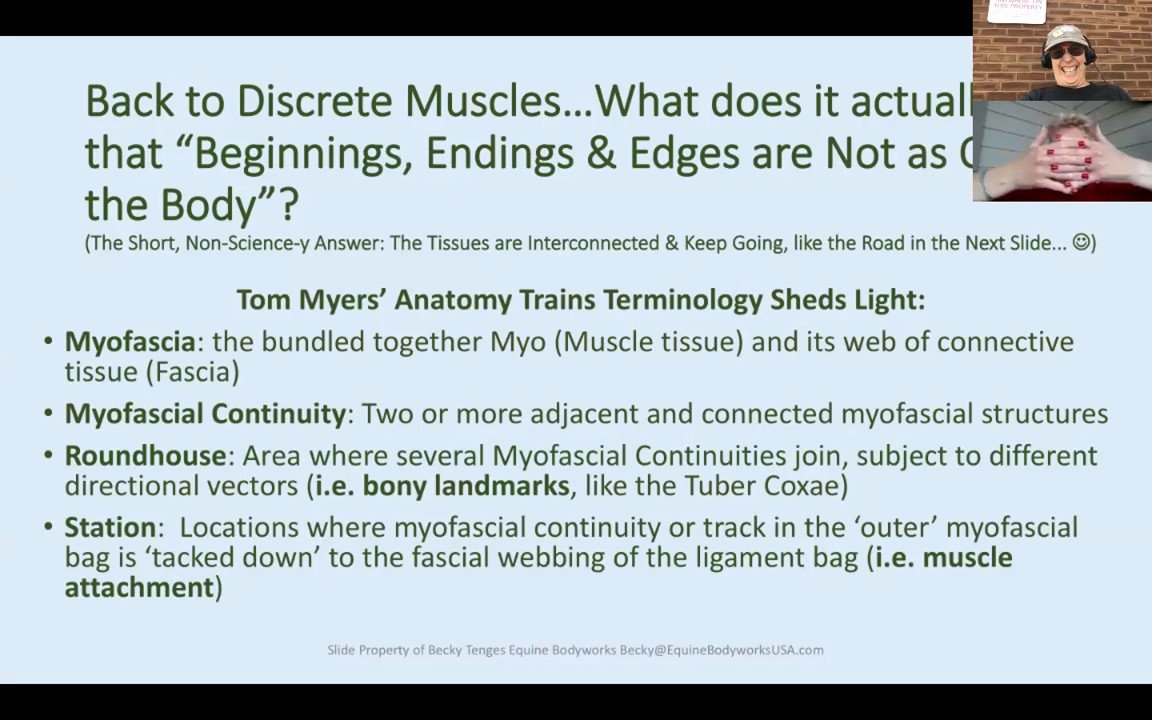 THIS PROPERTY
Back to Discrete Muscles...What does it actuall
that “Beginnings, Endings & Edges are Not as
the Body”?
(The Short, Non-Science-y Answer: The Tissues are Interconnected & Keep Going, like the Road in the Next Slide... ☺)
Tom Myers’ Anatomy Trains Terminology Sheds Light:
• Myofascia: the bundled together Myo (Muscle tissue) and its web of connective
tissue (Fascia)
• Myofascial Continuity: Two or more adjacent and connected myofascial structures
• Roundhouse: Area where several Myofascial Continuities join, subject to different
directional vectors (i.e. bony landmarks, like the Tuber Coxae)
• Station: Locations where myofascial continuity or track in the ‘outer’ myofascial
bag is ‘tacked down’ to the fascial webbing of the ligament bag (i.e. muscle
attachment)
Slide Property of Becky Tenges Equine Bodyworks Becky@EquineBodyworksUSA.com